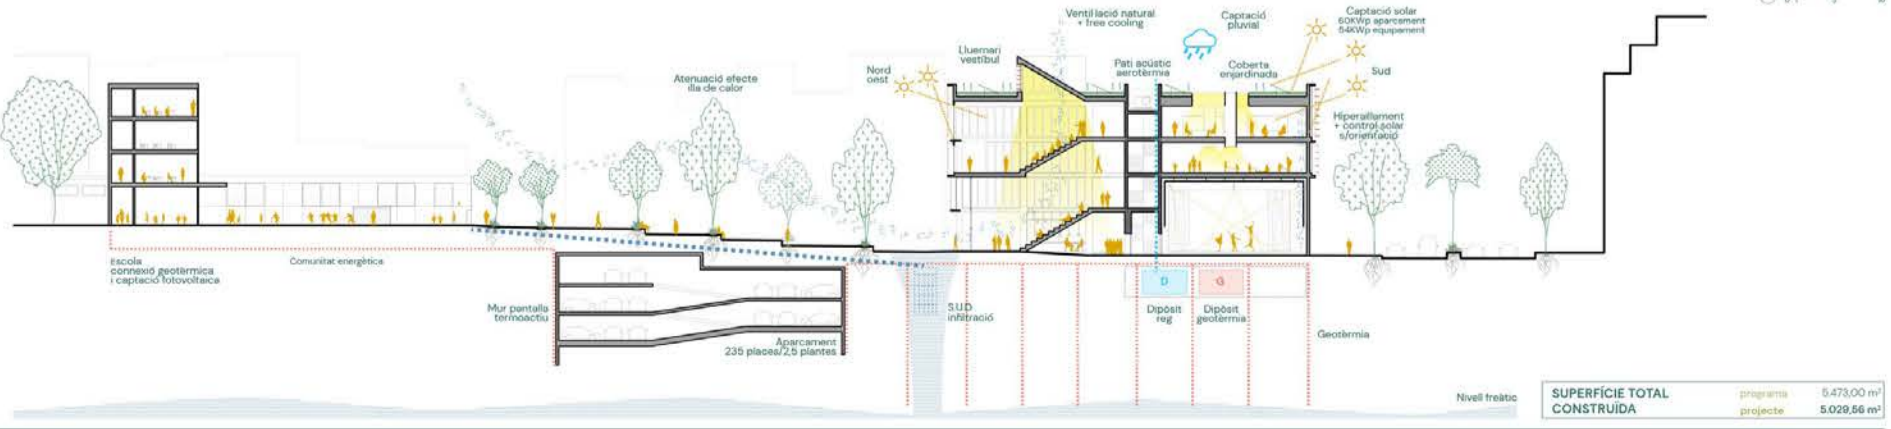 Ventil·lació natural
+ free cooling
Captació
pluvial
Captació solar
60KWp aparcament
54KWp equipament
Lluernari
vestíbul
Nord
oest
Pati acústic
aerotèrmia
Coberta
enjardinada
Sud
Atenuació efecte
illa de calor
Hiperaïllament
+ control solar
s/orientació
Escola
connexió geotèrmica
i captació fotovoltaica
Comunitat energètica
Mur pantalla
termoactiu
Aparcament
235 places/2,5 plantes
S.U.D
infiltració
D
G
Dipòsit
reg
Dipòsit
geotèrmia
Geotèrmia
Nivell freàtic
SUPERFÍCIE TOTAL
CONSTRUÏDA
programa 5.473,00 m²
projecte 5.029,56 m²